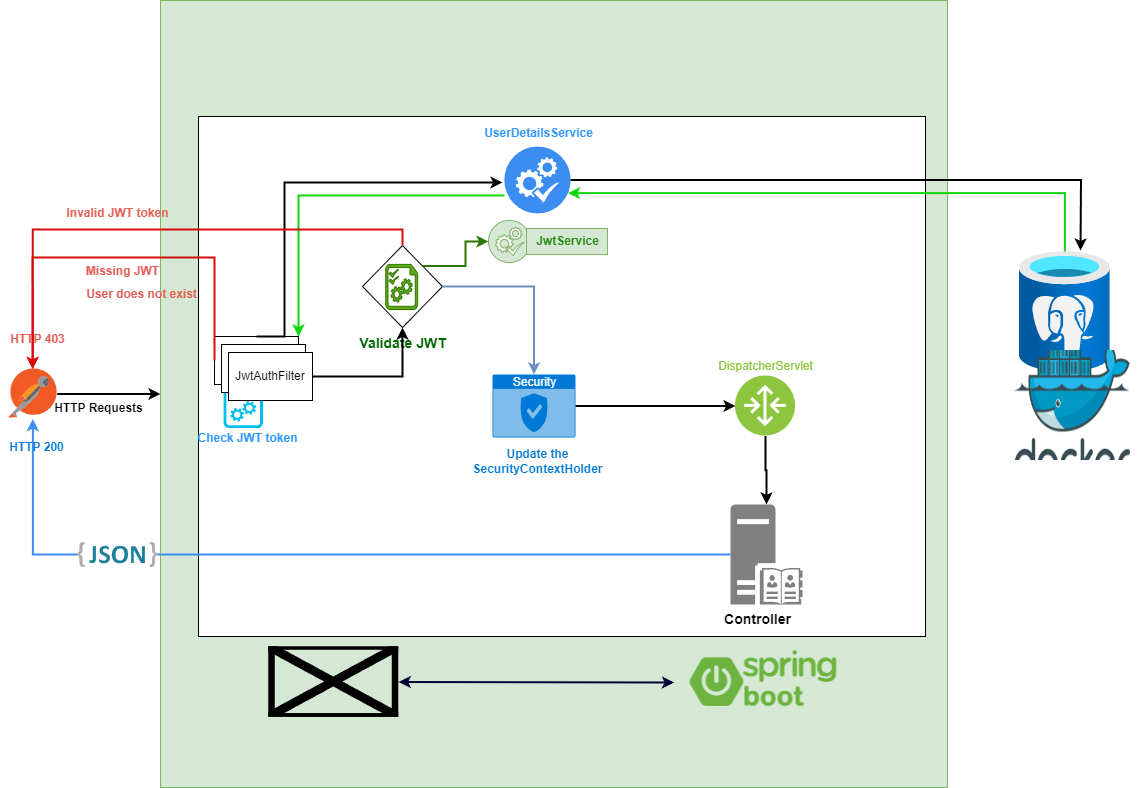 UserDetailsService
Invalid JWT token
JwtService
Missing JWT
User does not exist
HTTP 403
Validate JWT
JwtAuthFilter
DispatcherServlet
Security
HTTP Requests
Check JWT token
HTTP 200
Update the
SecurityContextHolder
docker
{JSON}
Controller
spring
boot